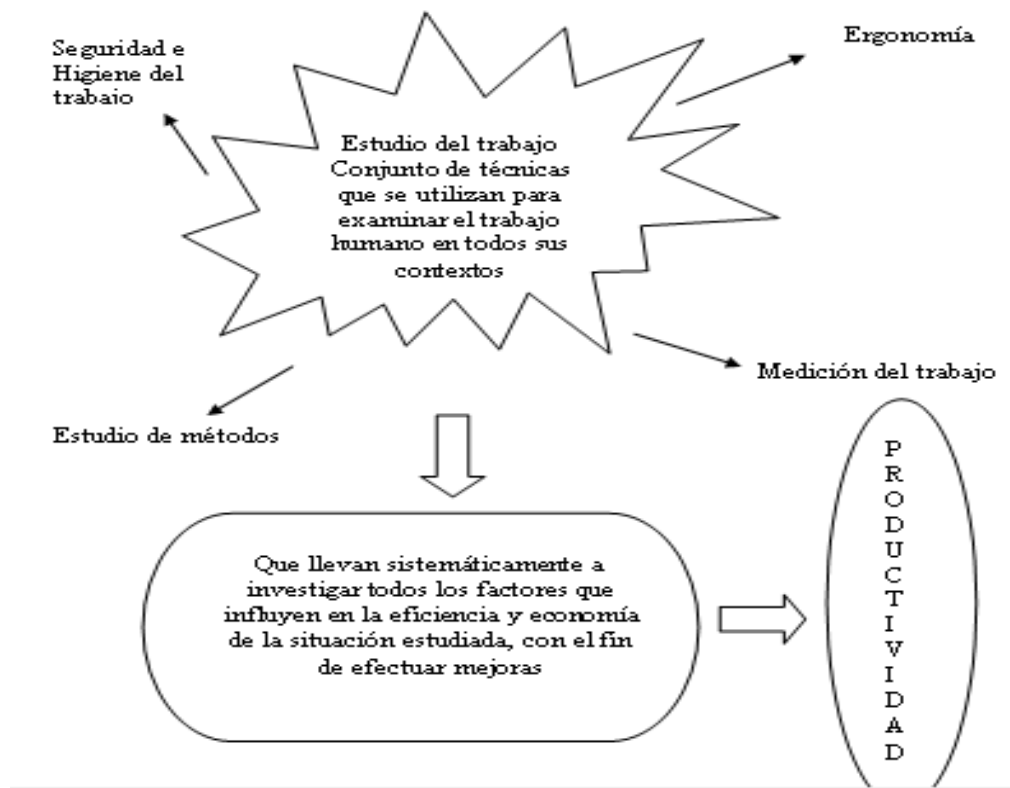 Seguridad e
Higiene del
trabaio
Ergonomía
Estudio del trabajo
Conjunto de técnicas
que se utilizan para
examinar el trabajo
humano en todos sus
contextos
Medición del trabajo
Estudio de métodos
Que llevan sistemáticamente a
investigar todos los factores que
influyen en la eficiencia y economía
de la situación estudiada, con el fin
de efectuar mejoras
P
R
O
D
U
C
T
I
V
I
D
A
D